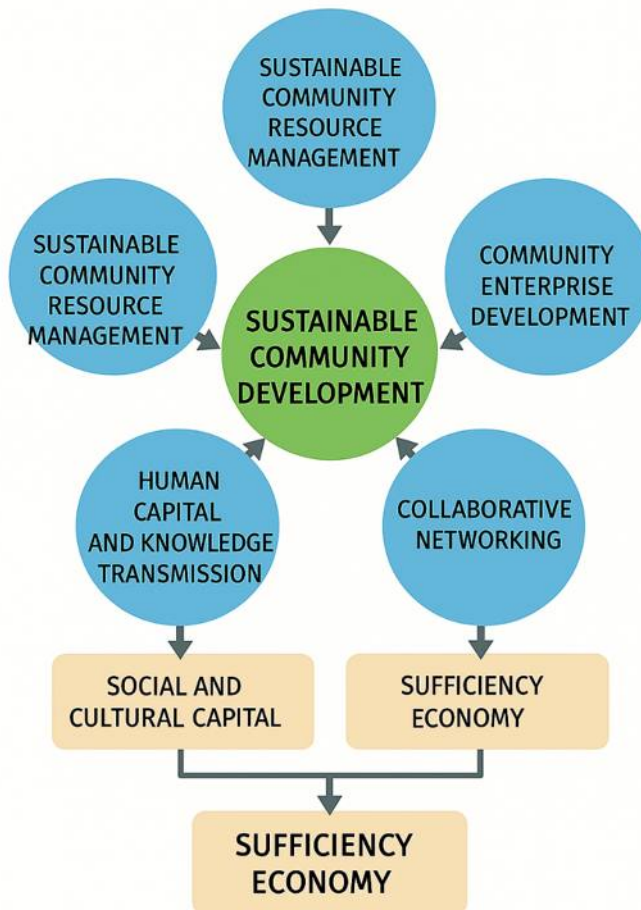 SUSTAINABLE
COMMUNITY
RESOURCE
MANAGEMENT
SUSTAINABLE
COMMUNITY
RESOURCE
MANAGEMENT
COMMUNITY
ENTERPRISE
DEVELOPMENT
SUSTAINABLE
COMMUNITY
DEVELOPMENT
HUMAN
CAPITAL
AND KNOWLEDGE
TRANSMISSION
COLLABORATIVE
NETWORKING
SOCIAL AND
CULTURAL CAPITAL
SUFFICIENCY
ECONOMY
SUFFICIENCY
ECONOMY